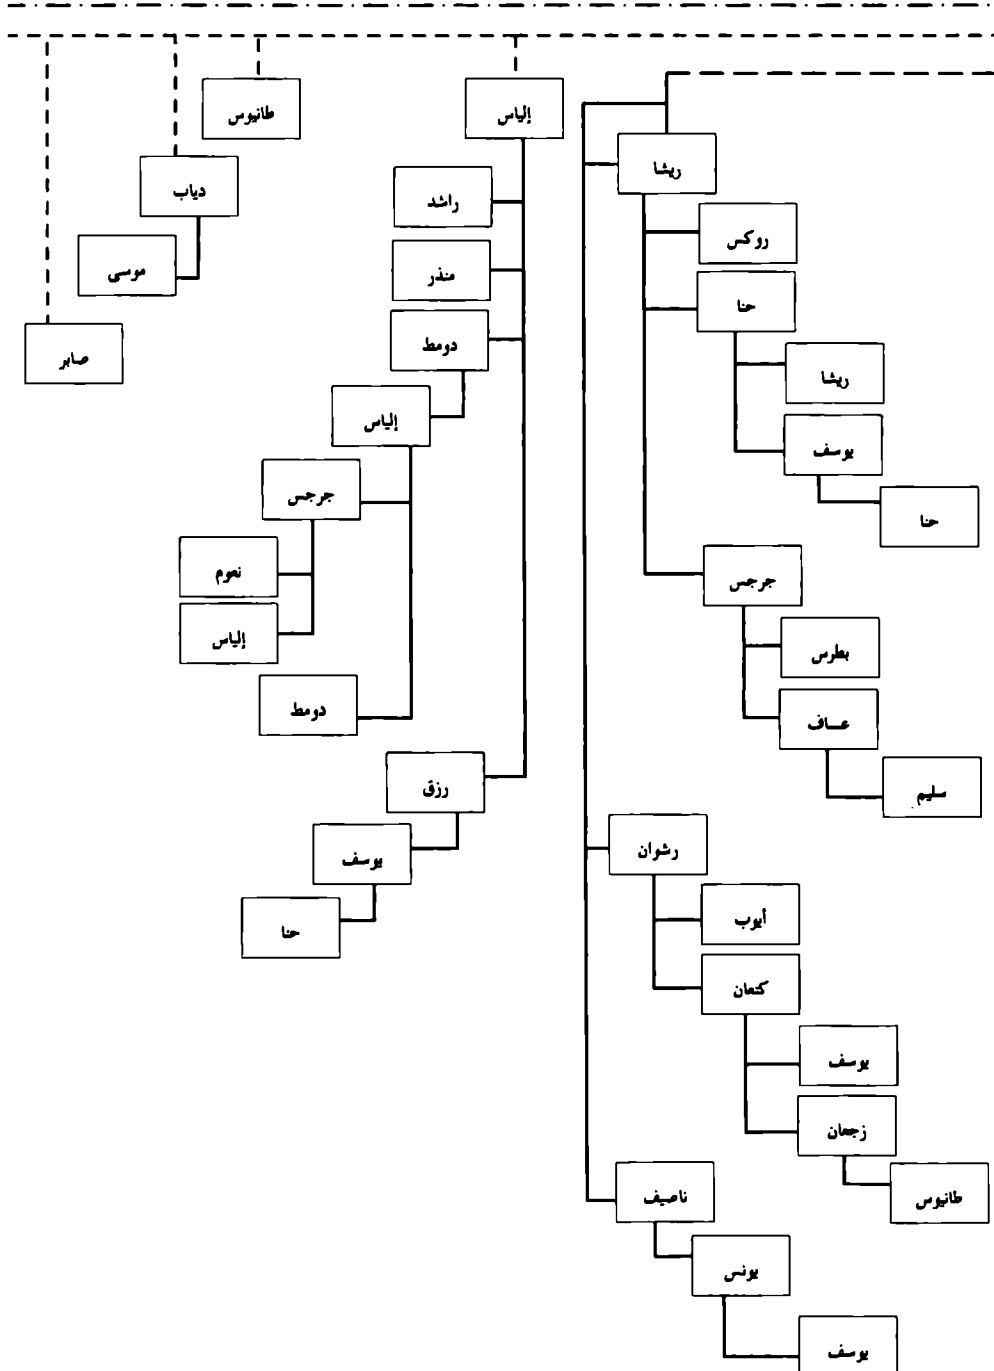 ريشا
روكس
حنا
ريشا
يوسف
حنا
جرجس
بطرس
عساف
سليم
رشوان
أيوب
كنعان
يوسف
زجعان
طانيوس
ناصيف
يونس
يوسف
إلياس
راشد
منذر
دومط
إلياس
جرجس
نعوم
إلياس
دومط
رزق
يوسف
حنا
طانيوس
دياب
موسى
صابر